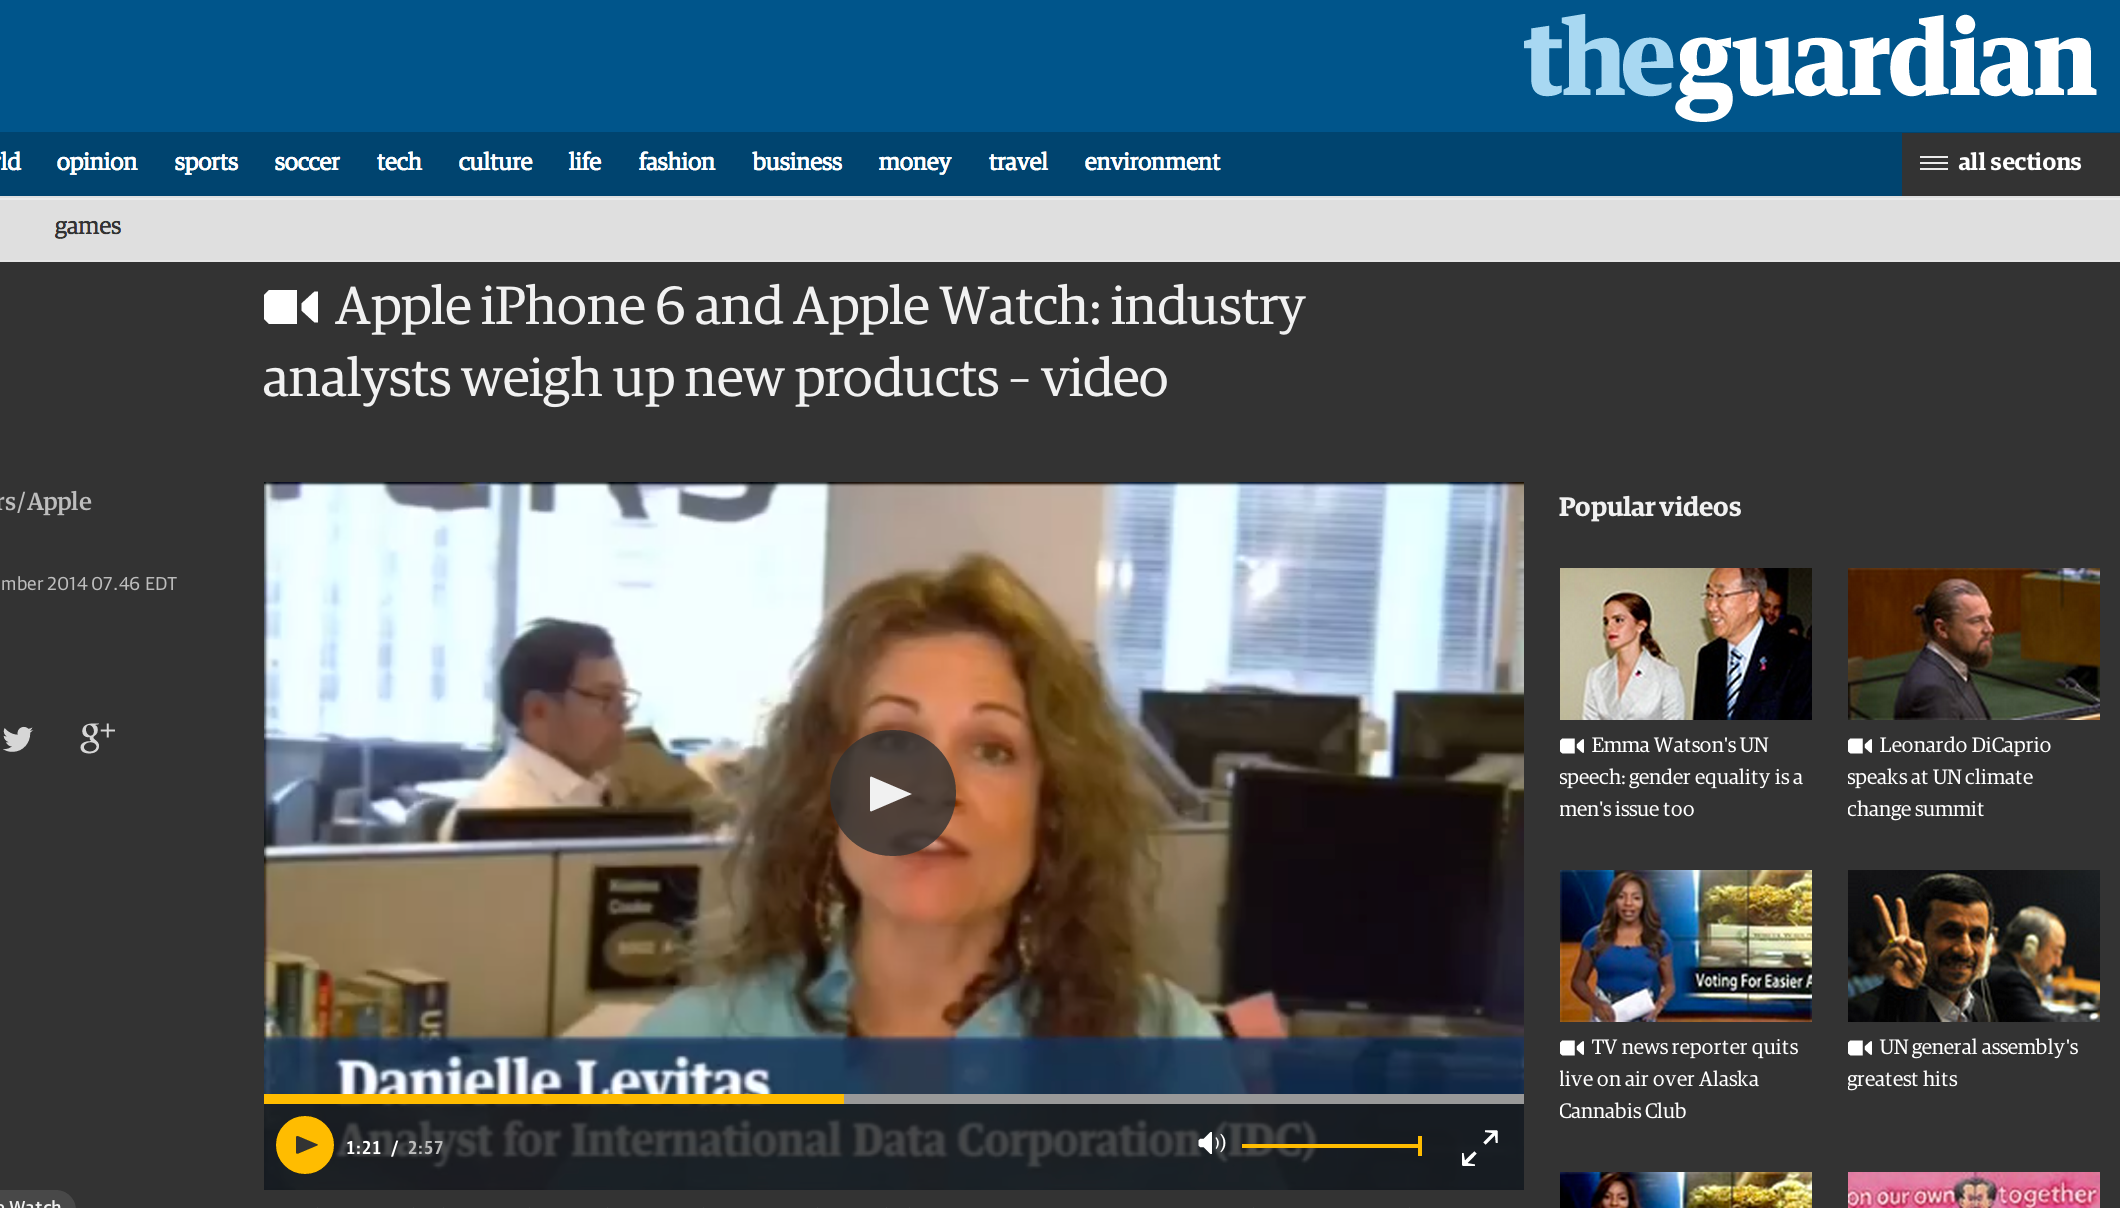 theguardian
ld opinion sports soccer tech culture life fashion business money travel environment all sections
games
Apple iPhone 6 and Apple Watch: industry
analysts weigh up new products – video
rs/Apple
mber 2014 07.46 EDT
g+
Danielle Levitas
Analyst for International Data Corporation (IDC)
1:21 / 2:57
Watch
Popular videos
Emma Watson's UN
speech: gender equality is a
men's issue too
Leonardo DiCaprio
speaks at UN climate
change summit
Voting For Easier A
TV news reporter quits
live on air over Alaska
Cannabis Club
UN general assembly's
greatest hits
on our own together